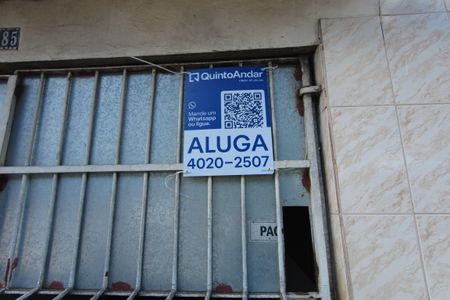 85
QuintoAndar
Mande um
Whatsapp
ou ligue.
ALUGA
4020-2507
PAC